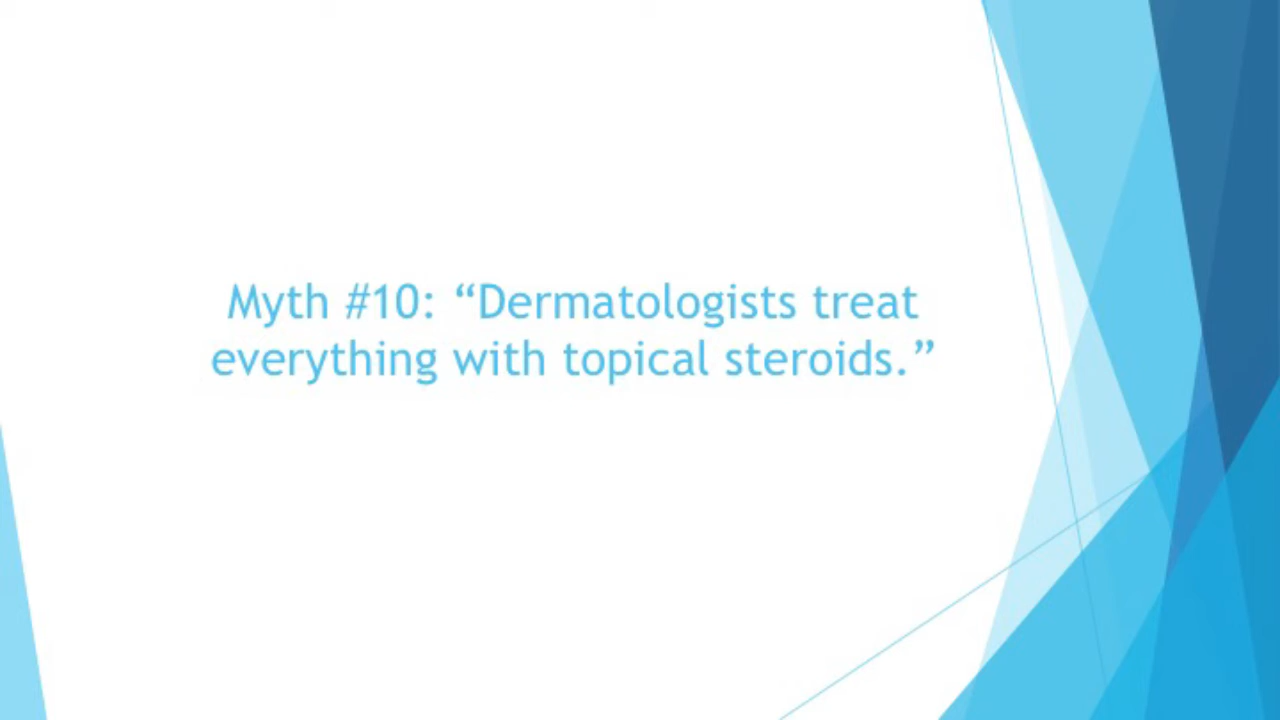 Myth #10: “Dermatologists treat
everything with topical steroids.”